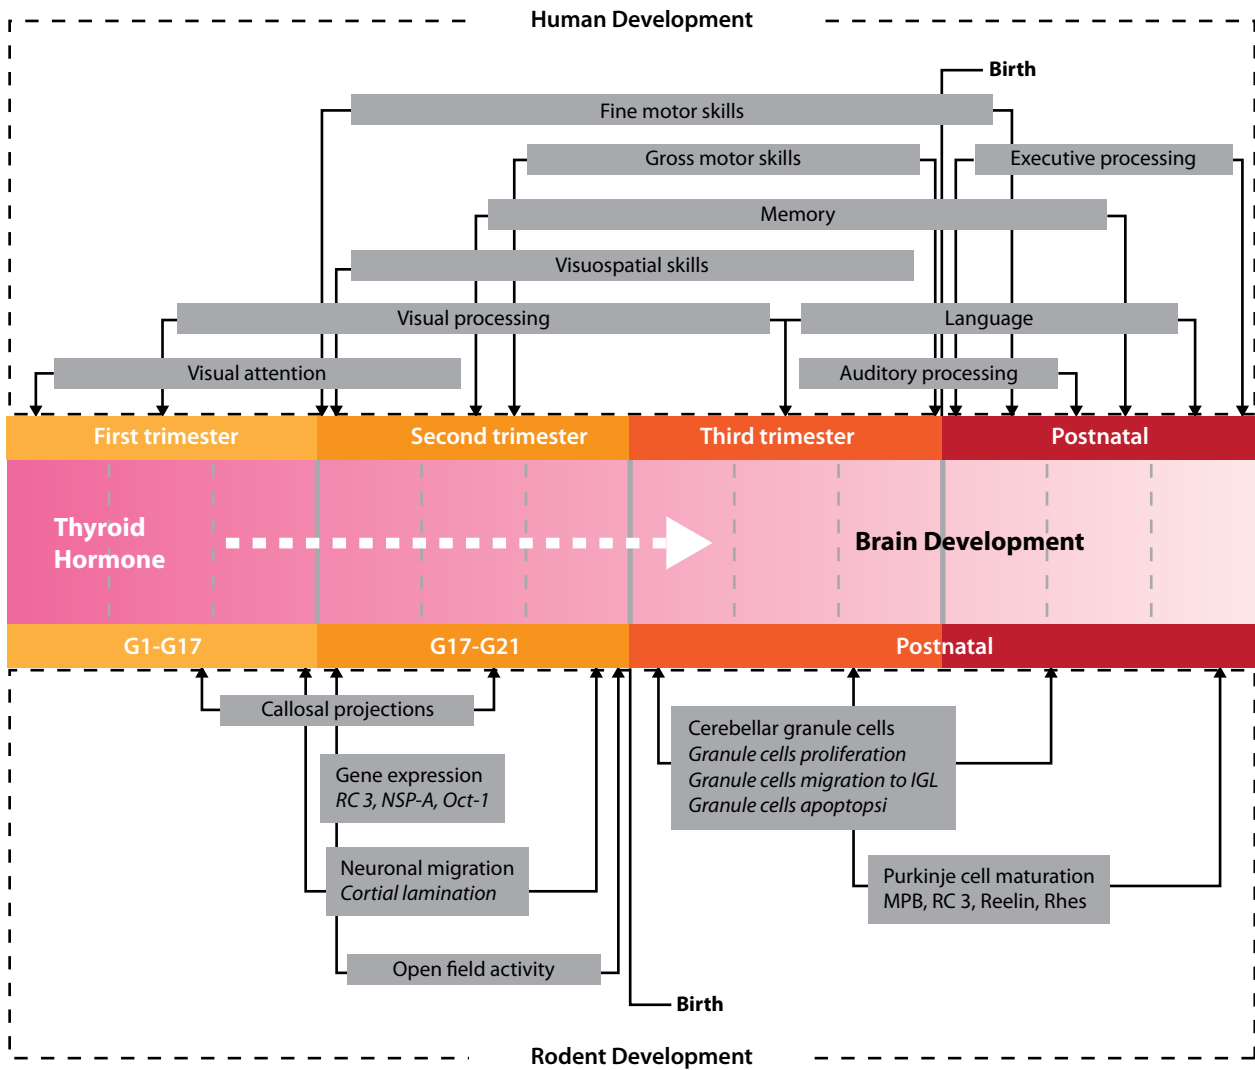 Human Development
Birth
Fine motor skills
Gross motor skills
Executive processing
Memory
Visuospatial skills
Visual processing
Language
Visual attention
Auditory processing
First trimester
Second trimester
Third trimester
Postnatal
Thyroid
Hormone
Brain Development
G1-G17
G17-G21
Postnatal
Callosal projections
Cerebellar granule cells
Granule cells proliferation
Granule cells migration to IGL
Granule cells apoptopsi
Gene expression
RC 3, NSP-A, Oct-1
Neuronal migration
Cortial lamination
Purkinje cell maturation
MPB, RC 3, Reelin, Rhes
Open field activity
Birth
Rodent Development